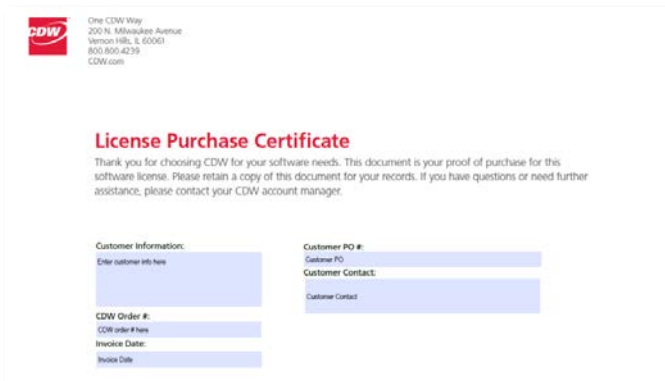 CDW
One CDW Way
200 N. Milwaukee Avenue
Vernon Hills, IL 60061
800.800.4239
CDW.com
License Purchase Certificate
Thank you for choosing CDW for your software needs. This document is your proof of purchase for this
software license. Please retain a copy of this document for your records. If you have questions or need further
assistance, please contact your CDW account manager.
Customer Information:
Enter customer info here
CDW Order #:
CDW order # here
Invoice Date:
Invoice Date
Customer PO #:
Customer PO
Customer Contact:
Customer Contact